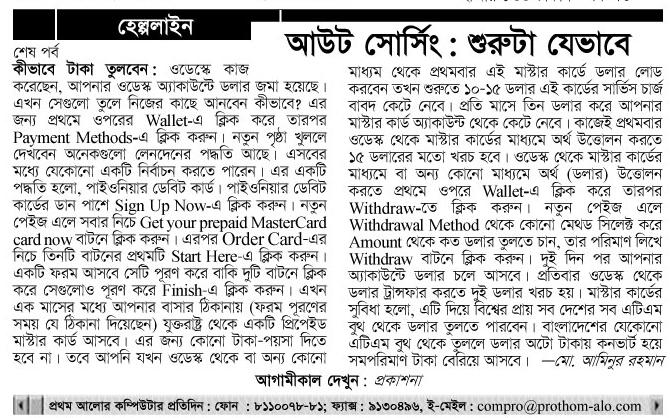 হেল্পলাইন
আউট সোর্সিং : শুরুটা যেভাবে
শেষ পর্ব
কীভাবে টাকা তুলবেন : ওডেস্কে কাজ
করেছেন, আপনার ওডেস্ক অ্যাকাউন্টে ডলার জমা হয়েছে।
এখন সেগুলো তুলে নিজের কাছে আনবেন কীভাবে? এর
জন্য প্রথমে ওপরের Wallet-এ ক্লিক করে তারপর
Payment Methods-এ ক্লিক করুন। নতুন পৃষ্ঠা খুললে
দেখবেন অনেকগুলো লেনদেনের পদ্ধতি আছে। এসবের
মধ্যে যেকোনো একটি নির্বাচন করতে পারেন। এর একটি
পদ্ধতি হলো, পাইওনিয়ার ডেবিট কার্ড। পাইওনিয়ার ডেবিট
কার্ডের ডান পাশে Sign Up Now-এ ক্লিক করুন। নতুন
পেইজ এলে সবার নিচে Get your prepaid MasterCard
card now বাটনে ক্লিক করুন। এরপর Order Card-এর
নিচে তিনটি বাটনের প্রথমটি Start Here-এ ক্লিক করুন।
একটি ফরম আসবে সেটি পূরণ করে বাকি দুটি বাটনে ক্লিক
করে সেগুলোও পূরণ করে Finish-এ ক্লিক করুন। এখন
এক মাসের মধ্যে আপনার বাসার ঠিকানায় (ফরম পূরণের
সময় যে ঠিকানা দিয়েছেন) যুক্তরাষ্ট্র থেকে একটি প্রিপেইড
মাস্টার কার্ড আসবে। এর জন্য কোনো টাকা-পয়সা দিতে
হবে না। তবে আপনি যখন ওডেস্ক থেকে বা অন্য কোনো
মাধ্যম থেকে প্রথমবার এই মাস্টার কার্ডে ডলার লোড
করবেন তখন শুরুতে ১০-১৫ ডলার এই কার্ডের সার্ভিস চার্জ
বাবদ কেটে নেবে। প্রতি মাসে তিন ডলার করে আপনার
মাস্টার কার্ড অ্যাকাউন্ট থেকে কেটে নেবে। কাজেই প্রথমবার
ওডেস্ক থেকে মাস্টার কার্ডের মাধ্যমে অর্থ উত্তোলন করতে
১৫ ডলারের মতো খরচ হবে। ওডেস্ক থেকে মাস্টার কার্ডের
মাধ্যমে বা অন্য কোনো মাধ্যমে অর্থ (ডলার) উত্তোলন
করতে প্রথমে ওপরে Wallet-এ ক্লিক করে তারপর
Withdraw-তে ক্লিক করুন। নতুন পেইজ এলে
Withdrawal Method থেকে কোনো মেথড সিলেক্ট করে
Amount থেকে কত ডলার তুলতে চান, তার পরিমাণ লিখে
Withdraw বাটনে ক্লিক করুন। দুই দিন পর আপনার
অ্যাকাউন্টে ডলার চলে আসবে। প্রতিবার ওডেস্ক থেকে
ডলার ট্রান্সফার করতে দুই ডলার খরচ হয়। মাস্টার কার্ডের
সুবিধা হলো, এটি দিয়ে বিশ্বের প্রায় সব দেশের সব এটিএম
বুথ থেকে ডলার তুলতে পারবেন। বাংলাদেশের যেকোনো
এটিএম বুথ থেকে তুললে ডলার অটো টাকায় কনভার্ট হয়ে
সমপরিমাণ টাকা বেরিয়ে আসবে। —মো. আমিনুর রহমান
আগামীকাল দেখুন : প্রকাশনা
প্রথম আলোর কম্পিউটার প্রতিদিন : ফোন : ৮১১০০৭৮-৮১; ফ্যাক্স : ৯১৩০৪৯৬, ই-মেইল : compro@prothom-alo.com